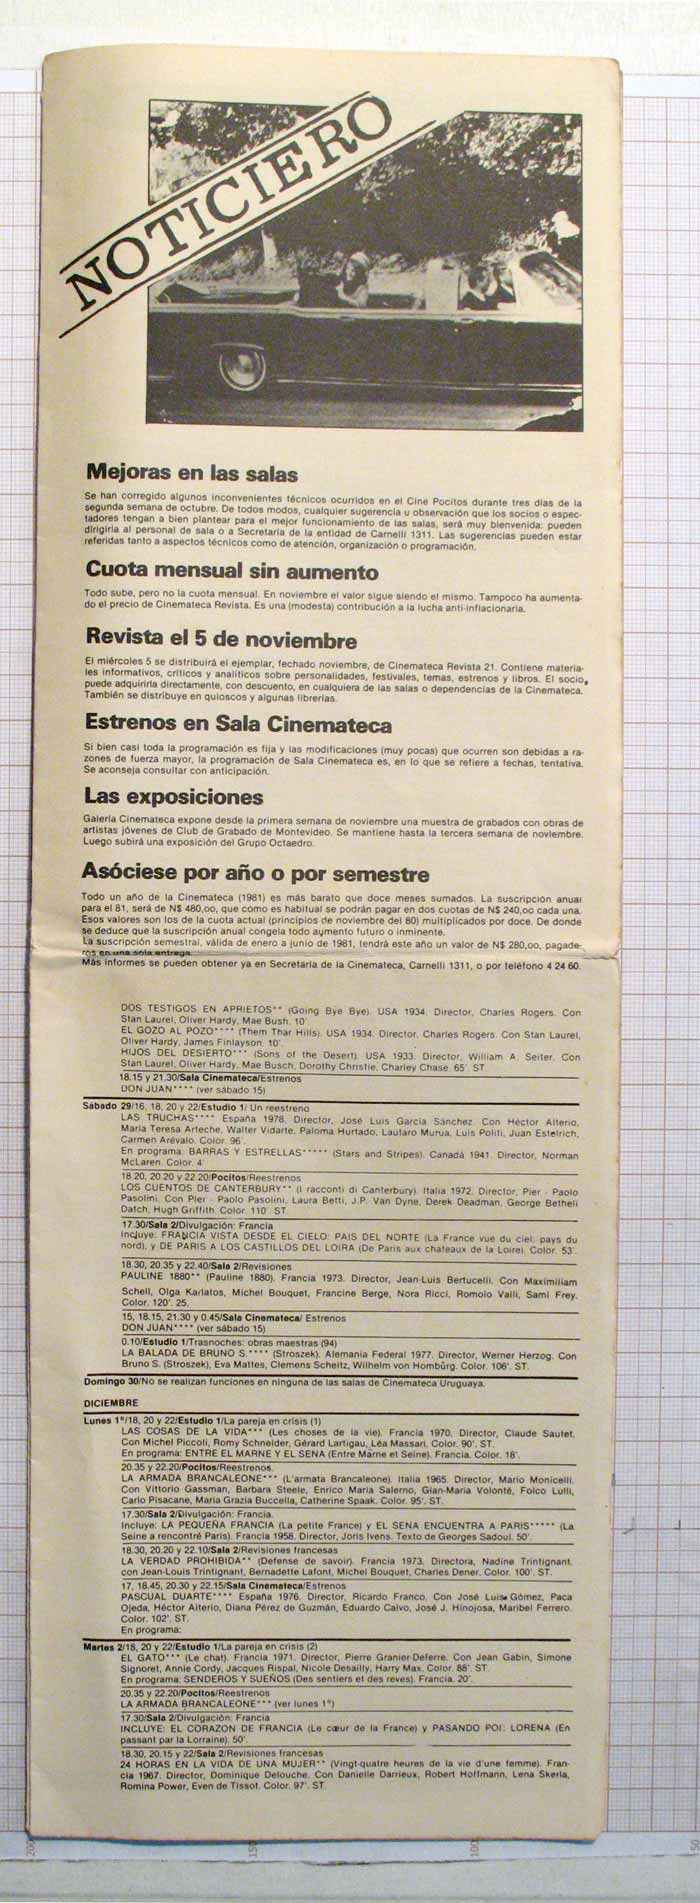 NOTICIERO
Mejoras en las salas
Se han corregido algunos inconvenientes técnicos ocurridos en el Cine Pocitos durante tres días de la
segunda semana de octubre. De todos modos, cualquier sugerencia u observación que los socios o espec-
tadores tengan a bien plantear para el mejor funcionamiento de las salas, será muy bienvenida: pueden
dirigirla al personal de sala o a Secretaría de la entidad de Carnelli 1311. Las sugerencias pueden estar
referidas tanto a aspectos técnicos como de atención, organización o programación.
Cuota mensual sin aumento
Todo sube, pero no la cuota mensual. En noviembre el valor sigue siendo el mismo. Tampoco ha aumenta-
do el precio de Cinemateca Revista. Es una (modesta) contribución a la lucha anti-inflacionaria.
Revista el 5 de noviembre
El miércoles 5 se distribuirá el ejemplar, fechado noviembre, de Cinemateca Revista 21. Contiene materia-
les informativos, críticos y analíticos sobre personalidades, festivales, temas, estrenos y libros. El socio
puede adquirirla directamente, con descuento, en cualquiera de las salas o dependencias de la Cinemateca.
También se distribuye en quioscos y algunas librerías.
Estrenos en Sala Cinemateca
Si bien casi toda la programación es fija y las modificaciones (muy pocas) que ocurren son debidas a ra-
zones de fuerza mayor, la programación de Sala Cinemateca es, en lo que se refiere a fechas, tentativa.
Se aconseja consultar con anticipación.
Las exposiciones
Galería Cinemateca expone desde la primera semana de noviembre una muestra de grabados con obras de
artistas jóvenes de Club de Grabado de Montevideo. Se mantiene hasta la tercera semana de noviembre.
Luego subirá una exposición del Grupo Octaedro.
Asóciese por año o por semestre
Todo un año de la Cinemateca (1981) es más barato que doce meses sumados. La suscripción anual
para el 81, será de N$ 480,oo, que como es habitual se podrán pagar en dos cuotas de N$ 240,oo cada una.
Esos valores son los de la cuota actual (principios de noviembre del 80) multiplicados por doce. De donde
se deduce que la suscripción anual congela todo aumento futuro o inminente.
La suscripción semestral, válida de enero a junio de 1981, tendrá este año un valor de N$ 280,oo, pagade-
ros en una sola entrega.
Más informes se pueden obtener ya en Secretaría de la Cinemateca, Carnelli 1311, o por teléfono 4 24 60.
DOS TESTIGOS EN APRIETOS** (Going Bye Bye). USA 1934. Director, Charles Rogers. Con
Stan Laurel, Oliver Hardy, Mae Bush. 10'.
EL GOZO AL POZO**** (Them Thar Hills). USA 1934. Director, Charles Rogers. Con Stan Laurel,
Oliver Hardy, James Finlayson. 10'.
HIJOS DEL DESIERTO*** (Sons of the Desert). USA 1933. Director, William A. Seiter. Con
Stan Laurel, Oliver Hardy, Mae Busch, Dorothy Christie, Charley Chase. 65'. ST.
18.15 y 21.30/Sala Cinemateca/Estrenos
DON JUAN**** (ver sábado 15)
Sábado 29/16, 18, 20 y 22/Estudio 1/ Un reestreno
LAS TRUCHAS**** España 1978. Director, José Luis García Sánchez. Con Héctor Alterio,
María Teresa Arteche, Walter Vidarte, Paloma Hurtado, Lautaro Murua, Luis Politi, Juan Estelrich,
Carmen Arévalo. Color. 96'.
En programa: BARRAS Y ESTRELLAS***** (Stars and Stripes). Canadá 1941. Director, Norman
McLaren. Color. 4'
18.20, 20.20 y 22.20/Pocitos/Reestrenos
LOS CUENTOS DE CANTERBURY** (I racconti di Canterbury). Italia 1972. Director, Pier - Paolo
Pasolini. Con Pier - Paolo Pasolini, Laura Betti, J.P. Van Dyne, Derek Deadman, George Betheli
Datch, Hugh Griffith. Color. 110'. ST.
17.30/Sala 2/Divulgación: Francia
Incluye: FRANCIA VISTA DESDE EL CIELO: PAIS DEL NORTE (La France vue du ciel; pays du
nord), y DE PARIS A LOS CASTILLOS DEL LOIRA (De Paris aux chateaux de la Loire). Color. 53'.
18.30, 20.35 y 22.40/Sala 2/Revisiones
PAULINE 1880** (Pauline 1880). Francia 1973. Director, Jean-Luis Bertucelli. Con Maximiliam
Schell, Olga Karlatos, Michel Bouquet, Francine Berge, Nora Ricci, Romolo Valli, Sami Frey.
Color. 120'. 25.
15, 18.15, 21.30 y 0.45/Sala Cinemateca/ Estrenos
DON JUAN**** (ver sábado 15)
0.10/Estudio 1/Trasnoches: obras maestras (94)
LA BALADA DE BRUNO S.**** (Stroszek). Alemania Federal 1977. Director, Werner Herzog. Con
Bruno S. (Stroszek), Eva Mattes, Clemens Scheitz, Wilhelm von Hombürg. Color. 106'. ST.
Domingo 30/No se realizan funciones en ninguna de las salas de Cinemateca Uruguaya.
DICIEMBRE
Lunes 1º/18, 20 y 22/Estudio 1/La pareja en crisis (1)
LAS COSAS DE LA VIDA*** (Les choses de la vie). Francia 1970. Director, Claude Sautet.
Con Michel Piccoli, Romy Schneider, Gérard Lartigau, Léa Massari. Color. 90'. ST.
En programa: ENTRE EL MARNE Y EL SENA (Entre Marne et Seine). Francia. Color. 18'.
20.35 y 22.20/Pocitos/Reestrenos.
LA ARMADA BRANCALEONE*** (L'armata Brancaleone). Italia 1965. Director, Mario Monicelli.
Con Vittorio Gassman, Barbara Steele, Enrico Maria Salerno, Gian-Maria Volonté, Folco Lulli,
Carlo Pisacane, Maria Grazia Buccella, Catherine Spaak. Color. 95'. ST.
17.30/Sala 2/Divulgación: Francia.
Incluye: LA PEQUEÑA FRANCIA (La petite France) y EL SENA ENCUENTRA A PARIS***** (La
Seine a rencontré Paris). Francia 1958. Director, Joris Ivens. Texto de Georges Sadoul. 50'.
18.30, 20.20 y 22.10/Sala 2/Revisiones francesas
LA VERDAD PROHIBIDA** (Defense de savoir). Francia 1973. Directora, Nadine Trintignant.
con Jean-Louis Trintignant, Bernadette Lafont, Michel Bouquet, Charles Dener. Color. 100'. ST.
17, 18.45, 20.30 y 22.15/Sala Cinemateca/Estrenos
PASCUAL DUARTE**** España 1976. Director, Ricardo Franco. Con José Luis Gómez, Paca
Ojeda, Héctor Alterio, Diana Pérez de Guzmán, Eduardo Calvo, José J. Hinojosa, Maribel Ferrero.
Color. 102'. ST.
En programa:
Martes 2/18, 20 y 22/Estudio 1/La pareja en crisis (2)
EL GATO*** (Le chat). Francia 1971. Director, Pierre Granier-Deferre. Con Jean Gabin, Simone
Signoret, Annie Cordy, Jacques Rispal, Nicole Desailly, Harry Max. Color. 88'. ST.
En programa: SENDEROS Y SUEÑOS (Des sentiers et des reves). Francia. 20'.
20.35 y 22.20/Pocitos/Reestrenos
LA ARMADA BRANCALEONE*** (ver lunes 1º)
17.30/Sala 2/Divulgación: Francia
INCLUYE: EL CORAZON DE FRANCIA (Le cœur de la France) y PASANDO POR LORENA (En
passant par la Lorraine). 50'.
18.30, 20.15 y 22/Sala 2/Revisiones francesas
24 HORAS EN LA VIDA DE UNA MUJER** (Vingt-quatre heures de la vie d'une femme). Fran-
cia 1967. Director, Dominique Delouche. Con Danielle Darrieux, Robert Hoffmann, Lena Skerla,
Romina Power, Even de Tissot. Color. 97'. ST.
200 150 100 50